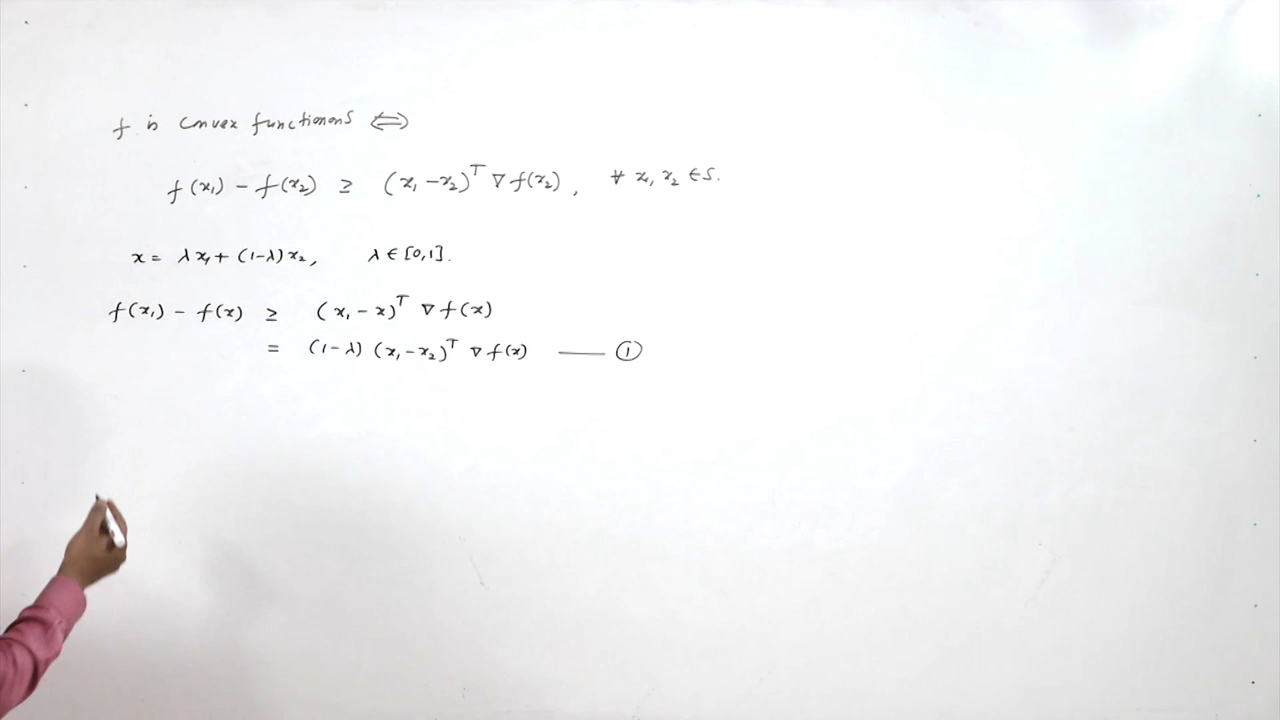 f is convex functionons ⇔
f(x₁) − f(x₂) ≥ (x₁−x₂)ᵀ ∇f(x₂), ∀ x₁, x₂ ∈ S.
x = λx₁ + (1−λ)x₂, λ ∈ [0,1].
f(x₁) − f(x) ≥ (x₁ − x)ᵀ ∇f(x)
= (1−λ) (x₁−x₂)ᵀ ∇f(x) —— ①